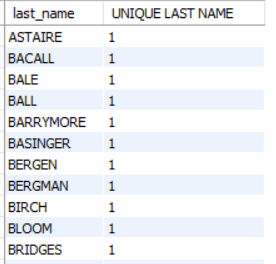 last_name UNIQUE LAST NAME
ASTAIRE 1
BACALL 1
BALE 1
BALL 1
BARRYMORE 1
BASINGER 1
BERGEN 1
BERGMAN 1
BIRCH 1
BLOOM 1
BRIDGES 1